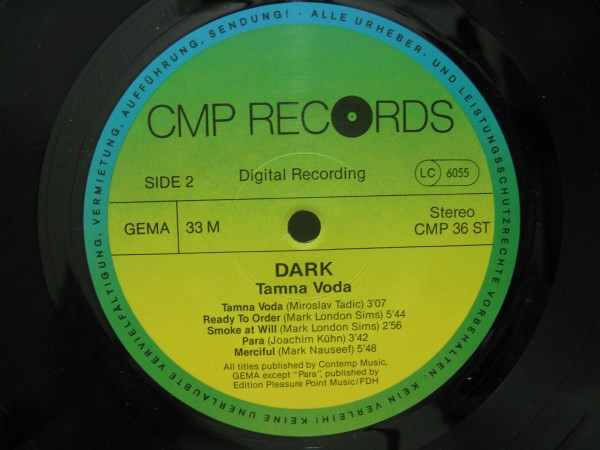 CMP RECORDS
SIDE 2
Digital Recording
LC 6055
GEMA
33 M
Stereo
CMP 36 ST
DARK
Tamna Voda
Tamna Voda (Miroslav Tadic) 3'07
Ready To Order (Mark London Sims) 5'44
Smoke at Will (Mark London Sims) 2'56
Para (Joachim Kühn) 3'42
Merciful (Mark Nauseef) 5'48
All titles published by Contemp Music,
GEMA except "Para", published by
Edition Pleasure Point Music/FDH
ALLE URHEBER- UND LEISTUNGSSCHUTZRECHTE VORBEHALTEN. KEIN VERLEIH! KEINE UNERLAUBTE VERVIELFÄLTIGUNG, VERMIETUNG, AUFFÜHRUNG, SENDUNG! ·